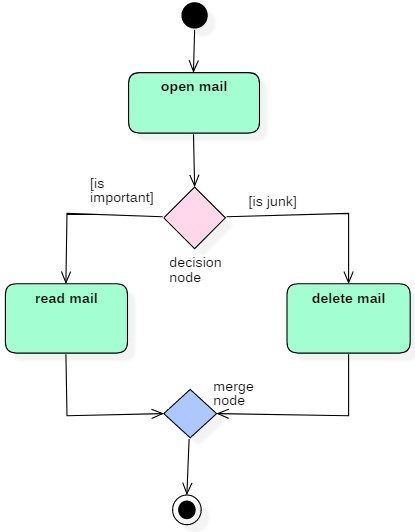 open mail
[is
important]
[is junk]
decision
node
read mail
delete mail
merge
node